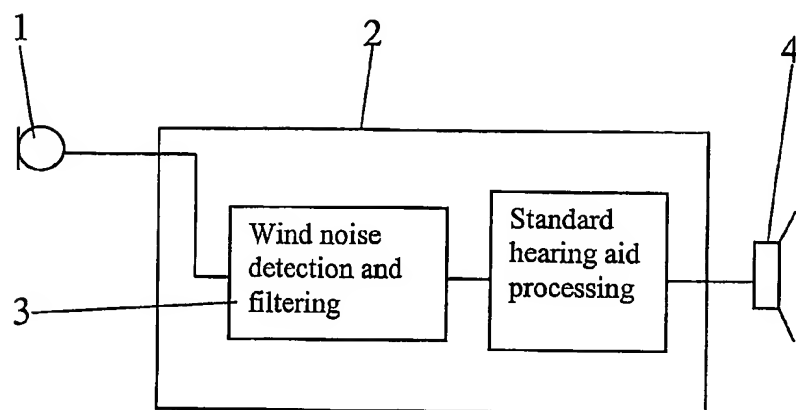 1
2
4
Wind noise
detection and
filtering
Standard
hearing aid
processing
3